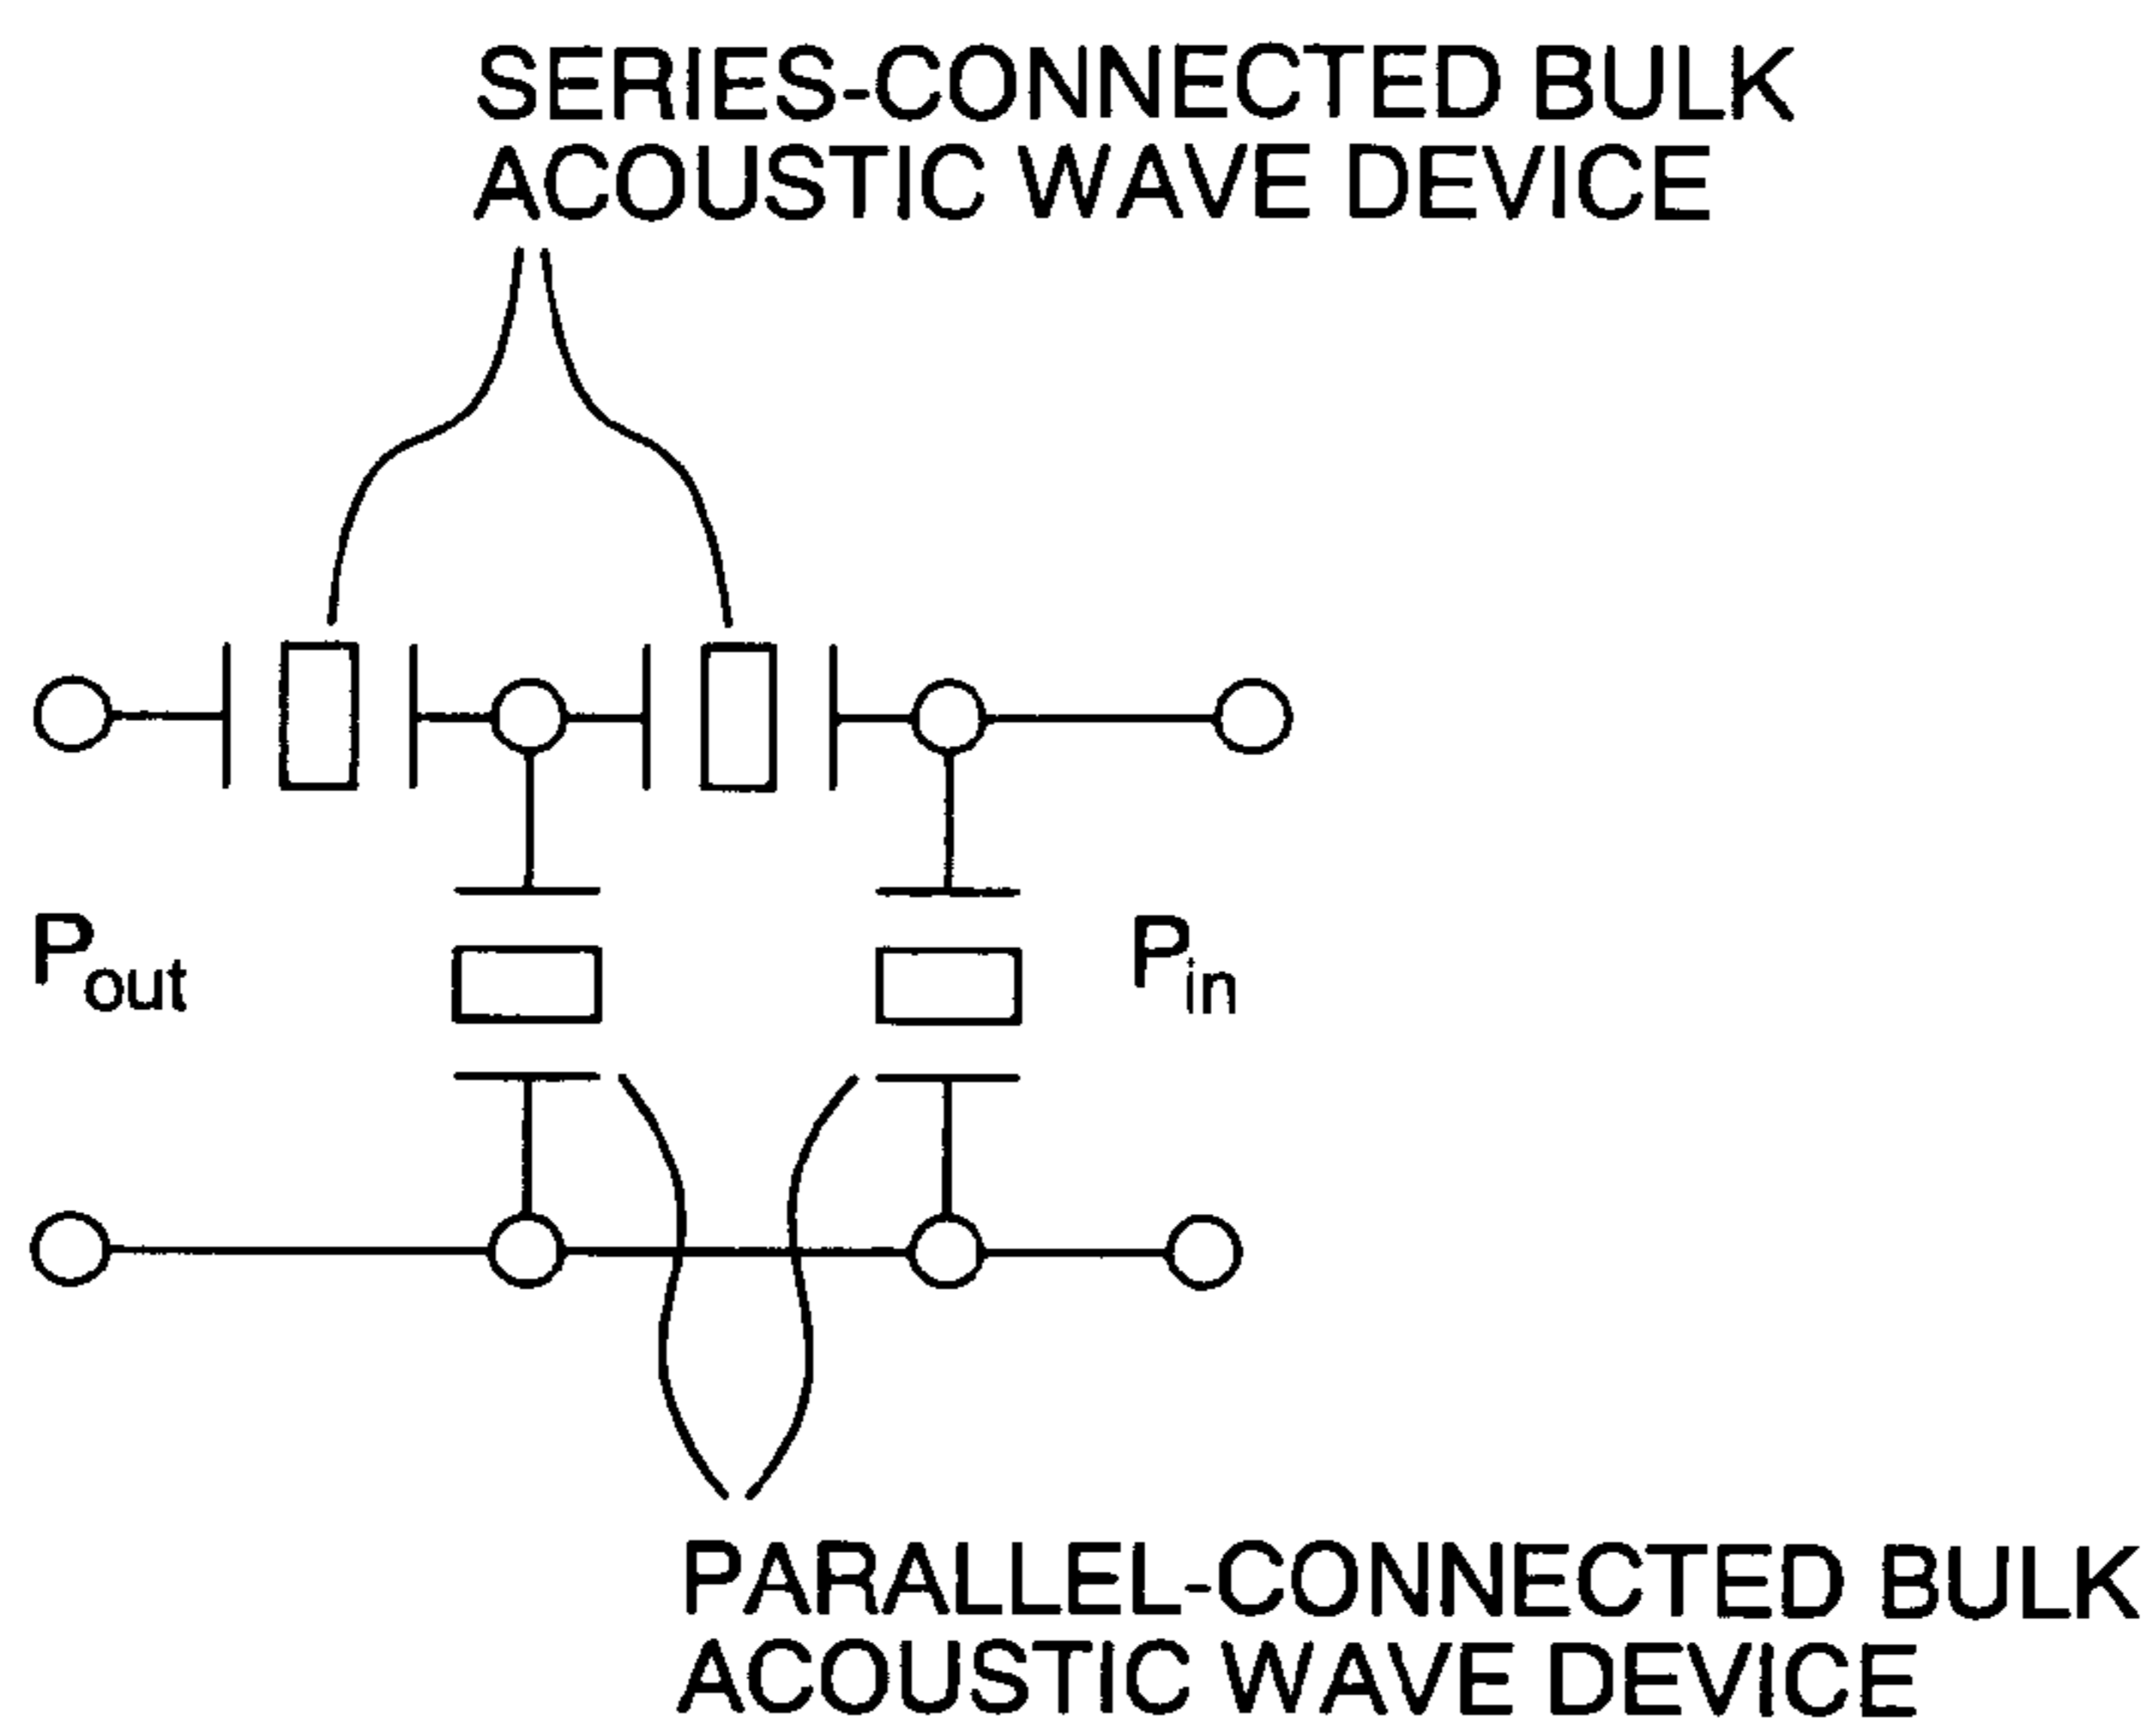 SERIES-CONNECTED BULK
ACOUSTIC WAVE DEVICE
Pout
Pin
PARALLEL-CONNECTED BULK
ACOUSTIC WAVE DEVICE